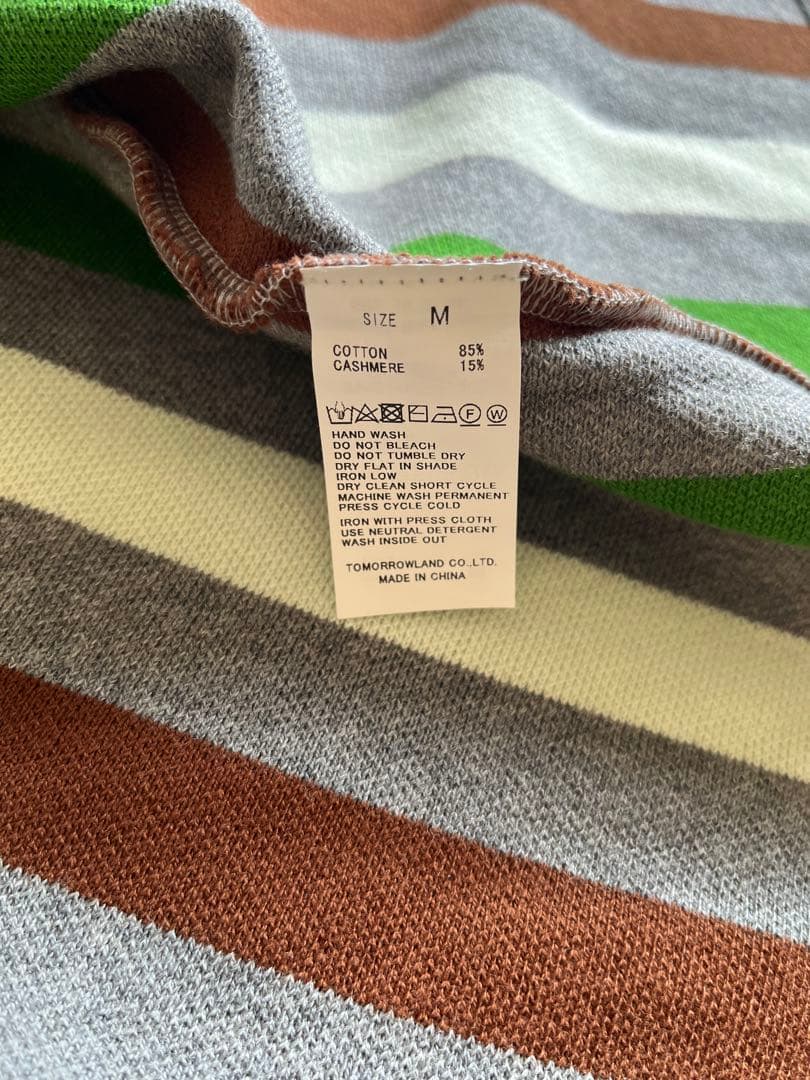 SIZE M
COTTON 85%
CASHMERE 15%
F W
HAND WASH
DO NOT BLEACH
DO NOT TUMBLE DRY
DRY FLAT IN SHADE
IRON LOW
DRY CLEAN SHORT CYCLE
MACHINE WASH PERMANENT
PRESS CYCLE COLD
IRON WITH PRESS CLOTH
USE NEUTRAL DETERGENT
WASH INSIDE OUT
TOMORROWLAND CO.,LTD.
MADE IN CHINA